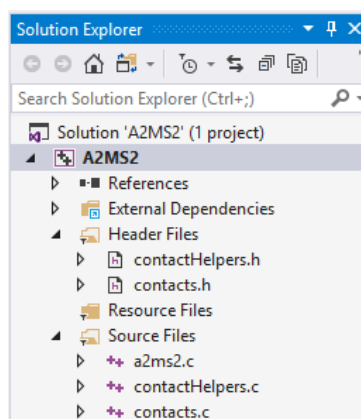 Solution Explorer
Search Solution Explorer (Ctrl+;)
Solution 'A2MS2' (1 project)
A2MS2
References
External Dependencies
Header Files
contactHelpers.h
contacts.h
Resource Files
Source Files
a2ms2.c
contactHelpers.c
contacts.c